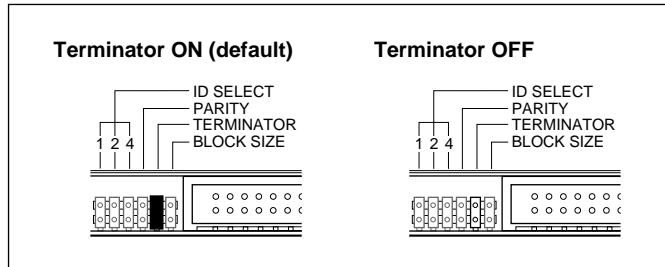 Terminator ON (default)
ID SELECT
PARITY
TERMINATOR
1 2 4 BLOCK SIZE
Terminator OFF
ID SELECT
PARITY
TERMINATOR
1 2 4 BLOCK SIZE